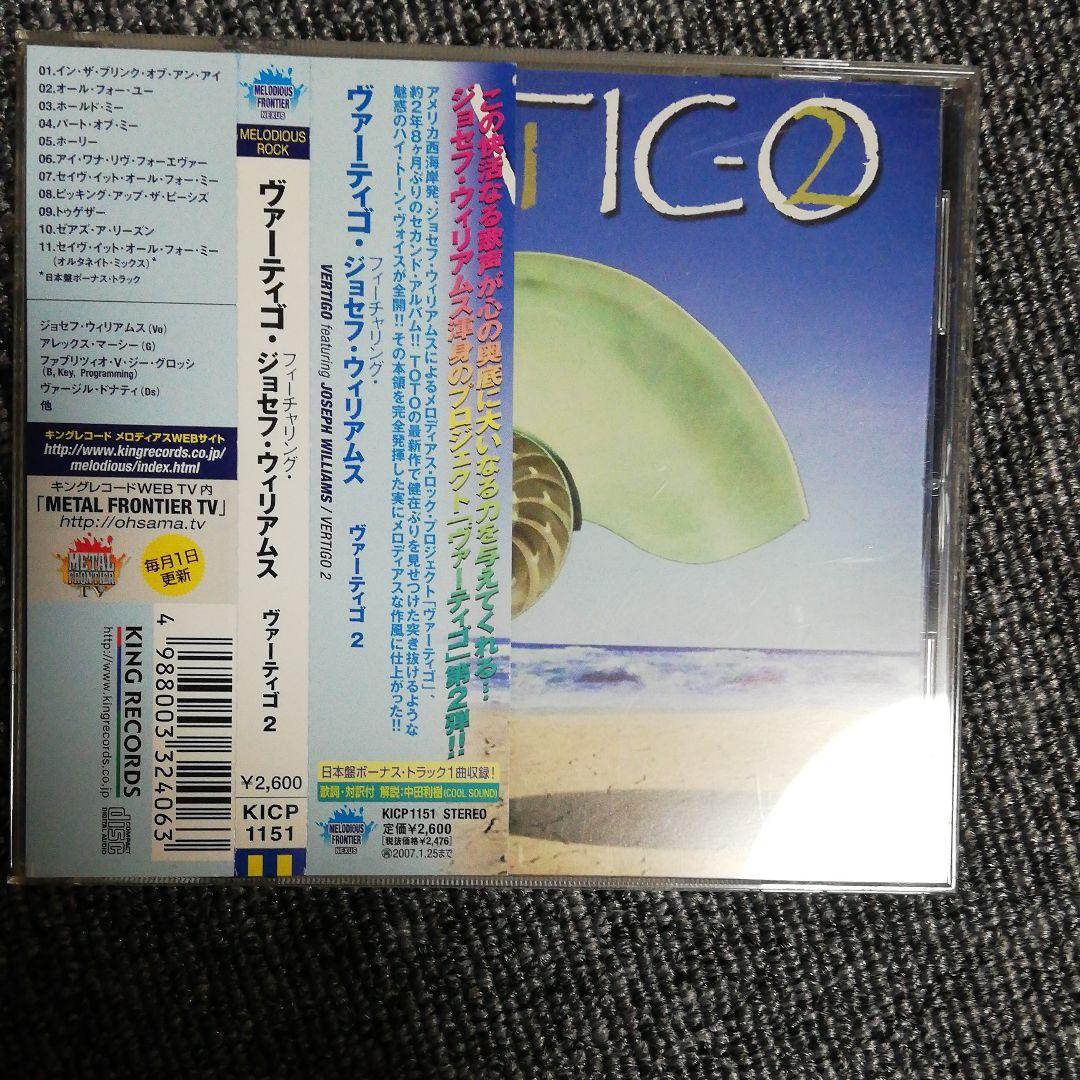 01.イン・ザ・ブリンク・オブ・アン・アイ
02.オール・フォー・ユー
03.ホールド・ミー
04.パート・オブ・ミー
05.ホーリー
06.アイ・ワナ・リヴ・フォーエヴァー
07.セイヴ・イット・オール・フォー・ミー
08.ピッキング・アップ・ザ・ピーシズ
09.トゥゲザー
10.ゼアズ・ア・リーズン
11.セイヴ・イット・オール・フォー・ミー
(オルタネイト・ミックス)*
*日本盤ボーナス・トラック
ジョセフ・ウィリアムス(Vo)
アレックス・マーシー(G)
ファブリツィオ・V・ジー・グロッシ
(B, Key, Programming)
ヴァージル・ドナティ(Ds)
他
キングレコード メロディアスWEBサイト
http://www.kingrecords.co.jp/
melodious/index.html
キングレコードWEB TV 内
「METAL FRONTIER TV」
http://ohsama.tv
METAL
FRONTIER
TV
毎月1日
更新
KING RECORDS
http://www.kingrecords.co.jp
COMPACT
disc
DIGITAL AUDIO
4 988003 324063
MELODIOUS
FRONTIER
NEXUS
MELODIOUS
ROCK
ヴァーティゴ・フィーチャリング・ジョセフ・ウィリアムス ヴァーティゴ 2
¥2,600
KICP
1151
ヴァーティゴ・フィーチャリング・ジョセフ・ウィリアムス ヴァーティゴ 2
VERTIGO featuring JOSEPH WILLIAMS / VERTIGO 2
この快活なる歌声が心の奥底に大いなる力を与えてくれる…
ジョセフ・ウィリアムス渾身のプロジェクト「ヴァーティゴ」第2弾!!
アメリカ西海岸発、ジョセフ・ウィリアムスによるメロディアス・ロック・プロジェクト「ヴァーティゴ」、
約2年8ヶ月ぶりのセカンド・アルバム!! TOTOの最新作で健在ぶりを見せつけた突き抜けるような
魅惑のハイ・トーン・ヴォイスが全開!! その本領を完全発揮した実にメロディアスな作風に仕上がった!!
日本盤ボーナス・トラック1曲収録!
歌詞・対訳付 解説:中田利樹(COOL SOUND)
MELODIOUS
FRONTIER
NEXUS
KICP 1151 STEREO
定価¥2,600
[税抜価格¥2,476]
再2007.1.25まで
TIGO 2